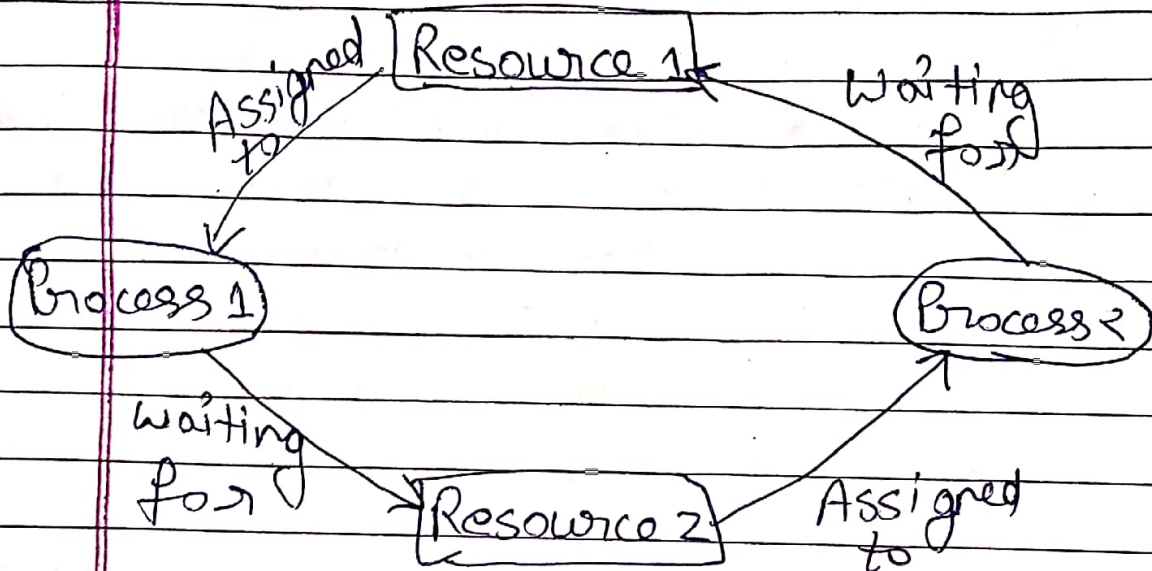 Resource 1
Assigned
to
Waiting
for
Process 1
Process 2
Waiting
for
Resource 2
Assigned
to